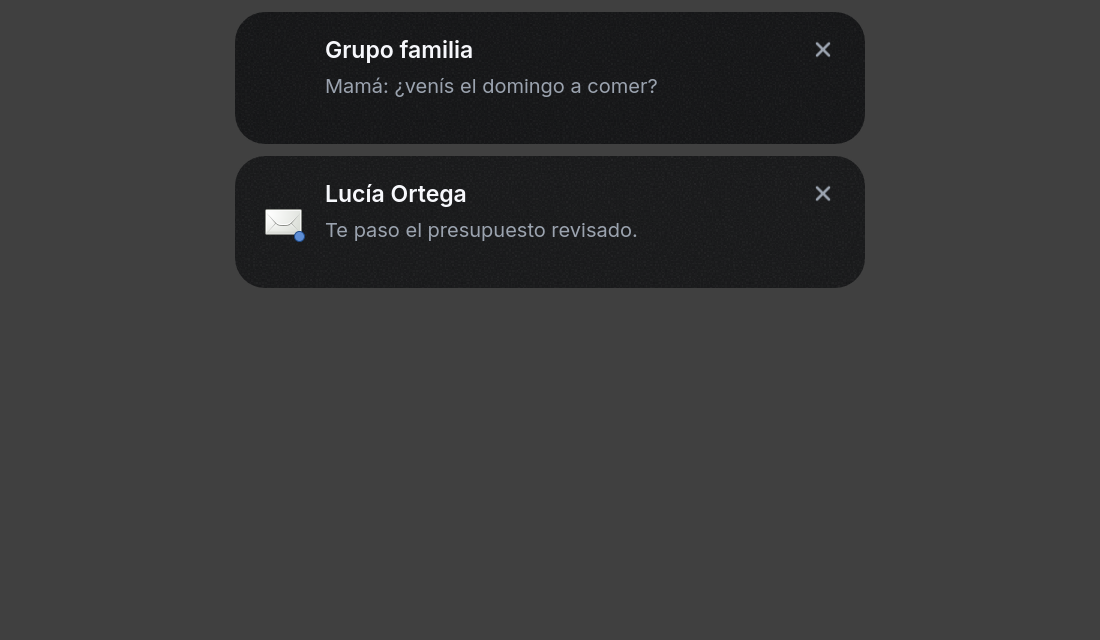 Grupo familia
Mamá: ¿venís el domingo a comer?
Lucía Ortega
Te paso el presupuesto revisado.